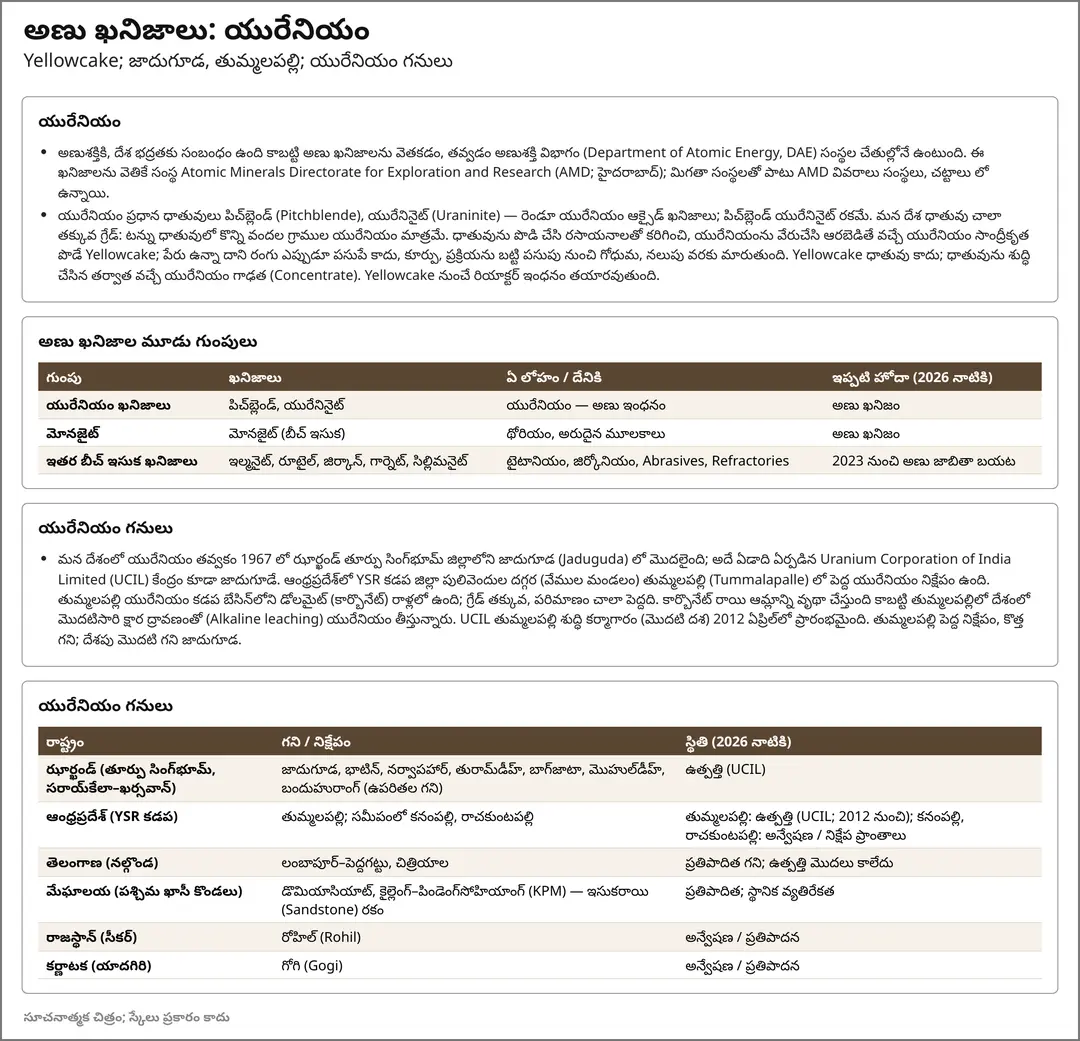 అణు ఖనిజాలు: యురేనియం
Yellowcake; జాదుగూడ, తుమ్మలపల్లి; యురేనియం గనులు
యురేనియం
• అణుశక్తికి, దేశ భద్రతకు సంబంధం ఉంది కాబట్టి అణు ఖనిజాలను వెతకడం, తవ్వడం అణుశక్తి విభాగం (Department of Atomic Energy, DAE) సంస్థల చేతుల్లోనే ఉంటుంది. ఈ
ఖనిజాలను వెతికే సంస్థ Atomic Minerals Directorate for Exploration and Research (AMD; హైదరాబాద్); మిగతా సంస్థలతో పాటు AMD వివరాలు సంస్థలు, చట్టాలు లో
ఉన్నాయి.
• యురేనియం ప్రధాన ధాతువులు పిచ్‌బ్లెండ్ (Pitchblende), యురేనినైట్ (Uraninite) — రెండూ యురేనియం ఆక్సైడ్ ఖనిజాలు; పిచ్‌బ్లెండ్ యురేనినైట్ రకమే. మన దేశ ధాతువు చాలా
తక్కువ గ్రేడ్: టన్ను ధాతువులో కొన్ని వందల గ్రాముల యురేనియం మాత్రమే. ధాతువును పొడి చేసి రసాయనాలతో కరిగించి, యురేనియంను వేరుచేసి ఆరబెడితే వచ్చే యురేనియం సాంద్రీకృత
పొడే Yellowcake; పేరు ఉన్నా దాని రంగు ఎప్పుడూ పసుపే కాదు, కూర్పు, ప్రక్రియను బట్టి పసుపు నుంచి గోధుమ, నలుపు వరకు మారుతుంది. Yellowcake ధాతువు కాదు; ధాతువును శుద్ధి
చేసిన తర్వాత వచ్చే యురేనియం గాఢత (Concentrate). Yellowcake నుంచే రియాక్టర్ ఇంధనం తయారవుతుంది.
అణు ఖనిజాల మూడు గుంపులు
గుంపు ఖనిజాలు ఏ లోహం / దేనికి ఇప్పటి హోదా (2026 నాటికి)
యురేనియం ఖనిజాలు పిచ్‌బ్లెండ్, యురేనినైట్ యురేనియం — అణు ఇంధనం అణు ఖనిజం
మోనజైట్ మోనజైట్ (బీచ్ ఇసుక) థోరియం, అరుదైన మూలకాలు అణు ఖనిజం
ఇతర బీచ్ ఇసుక ఖనిజాలు ఇల్మనైట్, రూటైల్, జిర్కాన్, గార్నెట్, సిల్లిమనైట్ టైటానియం, జిర్కోనియం, Abrasives, Refractories 2023 నుంచి అణు జాబితా బయట
యురేనియం గనులు
• మన దేశంలో యురేనియం తవ్వకం 1967 లో ఝార్ఖండ్ తూర్పు సింగ్‌భూమ్ జిల్లాలోని జాదుగూడ (Jaduguda) లో మొదలైంది; అదే ఏడాది ఏర్పడిన Uranium Corporation of India
Limited (UCIL) కేంద్రం కూడా జాదుగూడే. ఆంధ్రప్రదేశ్‌లో YSR కడప జిల్లా పులివెందుల దగ్గర (వేముల మండలం) తుమ్మలపల్లి (Tummalapalle) లో పెద్ద యురేనియం నిక్షేపం ఉంది.
తుమ్మలపల్లి యురేనియం కడప బేసిన్‌లోని డోలమైట్ (కార్బొనేట్) రాళ్లలో ఉంది; గ్రేడ్ తక్కువ, పరిమాణం చాలా పెద్దది. కార్బొనేట్ రాయి ఆమ్లాన్ని వృథా చేస్తుంది కాబట్టి తుమ్మలపల్లిలో దేశంలో
మొదటిసారి క్షార ద్రావణంతో (Alkaline leaching) యురేనియం తీస్తున్నారు. UCIL తుమ్మలపల్లి శుద్ధి కర్మాగారం (మొదటి దశ) 2012 ఏప్రిల్‌లో ప్రారంభమైంది. తుమ్మలపల్లి పెద్ద నిక్షేపం, కొత్త
గని; దేశపు మొదటి గని జాదుగూడ.
యురేనియం గనులు
రాష్ట్రం గని / నిక్షేపం స్థితి (2026 నాటికి)
ఝార్ఖండ్ (తూర్పు సింగ్‌భూమ్, జాదుగూడ, భాటిన్, నర్వాపహార్, తురామ్‌డీహ్, బాగ్‌జాటా, మొహుల్‌డీహ్, ఉత్పత్తి (UCIL)
సరాయ్‌కేలా–ఖర్సవాన్) బందుహురాంగ్ (ఉపరితల గని)
ఆంధ్రప్రదేశ్ (YSR కడప) తుమ్మలపల్లి; సమీపంలో కనంపల్లి, రాచకుంటపల్లి తుమ్మలపల్లి: ఉత్పత్తి (UCIL; 2012 నుంచి); కనంపల్లి,
రాచకుంటపల్లి: అన్వేషణ / నిక్షేప ప్రాంతాలు
తెలంగాణ (నల్గొండ) లంబాపూర్–పెద్దగట్టు, చిత్రియాల ప్రతిపాదిత గని; ఉత్పత్తి మొదలు కాలేదు
మేఘాలయ (పశ్చిమ ఖాసీ కొండలు) డొమియాసియాట్, కైల్లెంగ్–పిండెంగ్‌సోహియాంగ్ (KPM) — ఇసుకరాయి ప్రతిపాదిత; స్థానిక వ్యతిరేకత
(Sandstone) రకం
రాజస్థాన్ (సీకర్) రోహిల్ (Rohil) అన్వేషణ / ప్రతిపాదన
కర్ణాటక (యాదగిరి) గోగి (Gogi) అన్వేషణ / ప్రతిపాదన
సూచనాత్మక చిత్రం; స్కేలు ప్రకారం కాదు